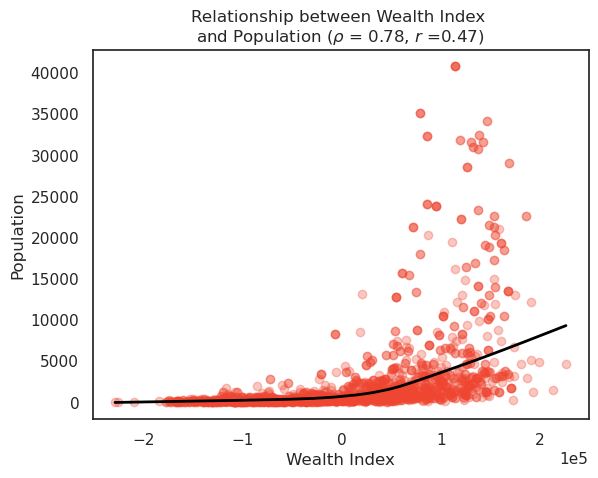 Relationship between Wealth Index
and Population (ρ = 0.78, r =0.47)
40000
35000
30000
25000
20000
15000
10000
5000
0
Population
−2
−1
0
1
2
1e5
Wealth Index